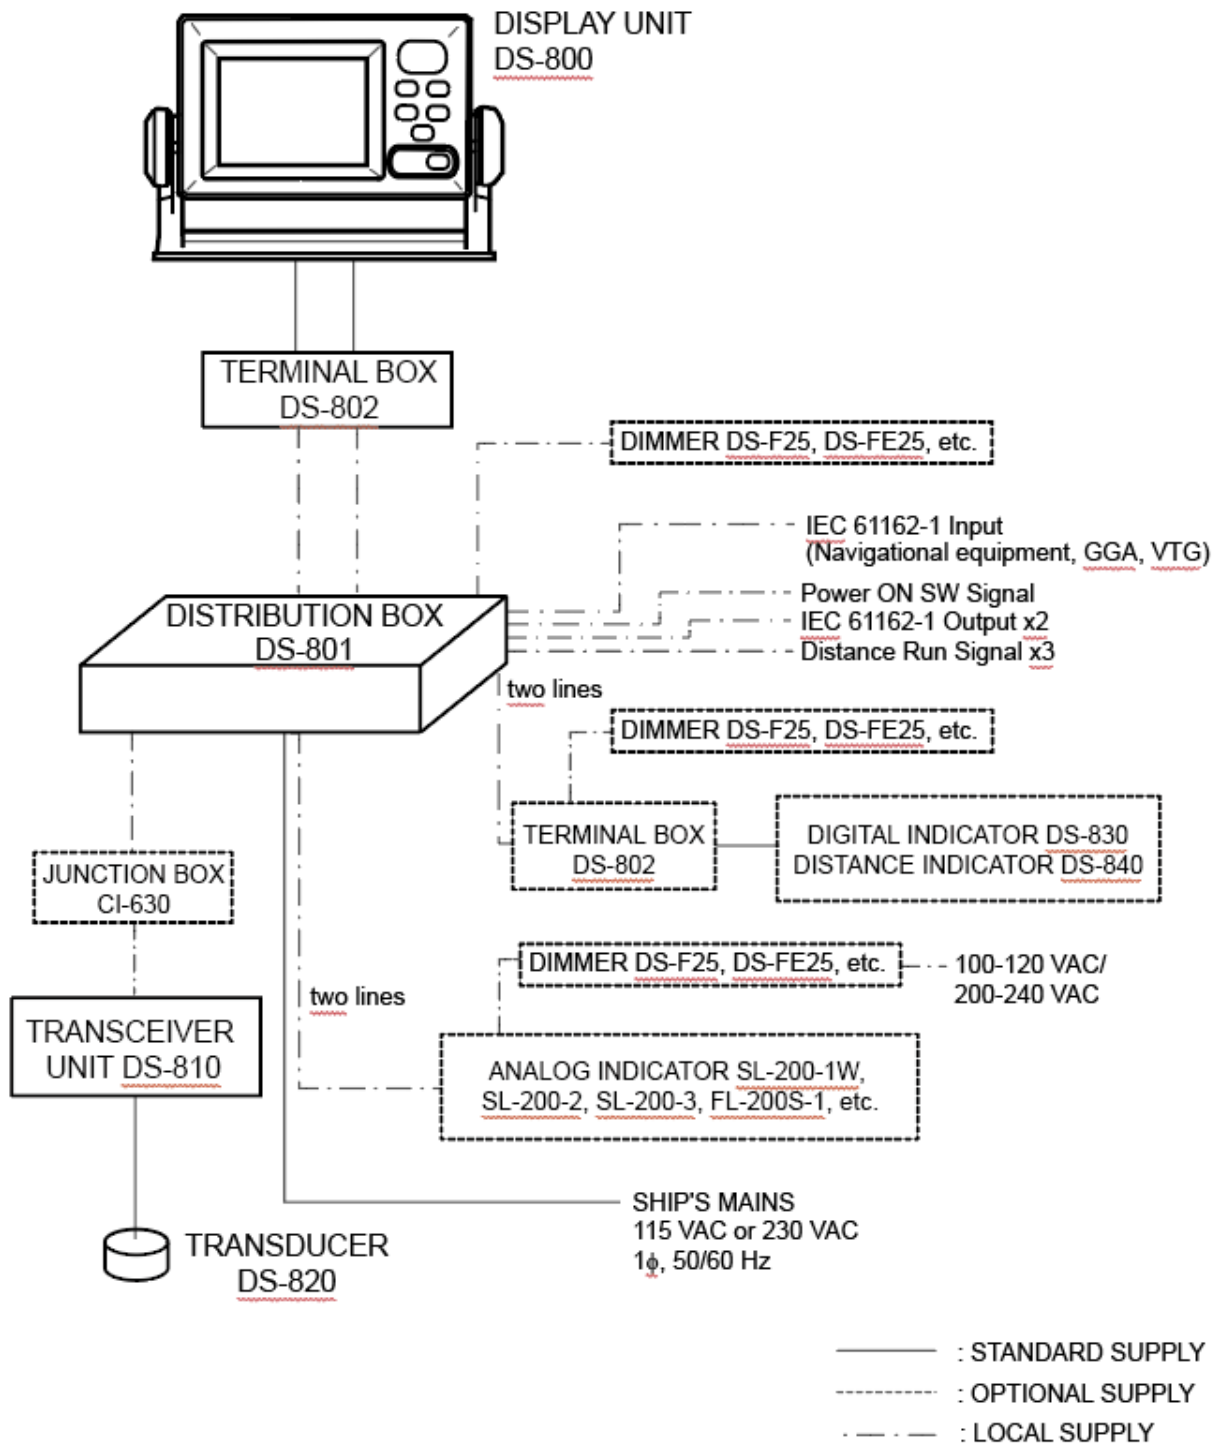 DISPLAY UNIT
DS-800
TERMINAL BOX
DS-802
DIMMER DS-F25, DS-FE25, etc.
IEC 61162-1 Input
(Navigational equipment, GGA, VTG)
Power ON SW Signal
IEC 61162-1 Output x2
Distance Run Signal x3
DISTRIBUTION BOX
DS-801
two lines
DIMMER DS-F25, DS-FE25, etc.
TERMINAL BOX
DS-802
DIGITAL INDICATOR DS-830
DISTANCE INDICATOR DS-840
JUNCTION BOX
CI-630
DIMMER DS-F25, DS-FE25, etc.
100-120 VAC/
200-240 VAC
two lines
TRANSCEIVER
UNIT DS-810
ANALOG INDICATOR SL-200-1W,
SL-200-2, SL-200-3, FL-200S-1, etc.
SHIP'S MAINS
115 VAC or 230 VAC
1ϕ, 50/60 Hz
TRANSDUCER
DS-820
: STANDARD SUPPLY
: OPTIONAL SUPPLY
: LOCAL SUPPLY